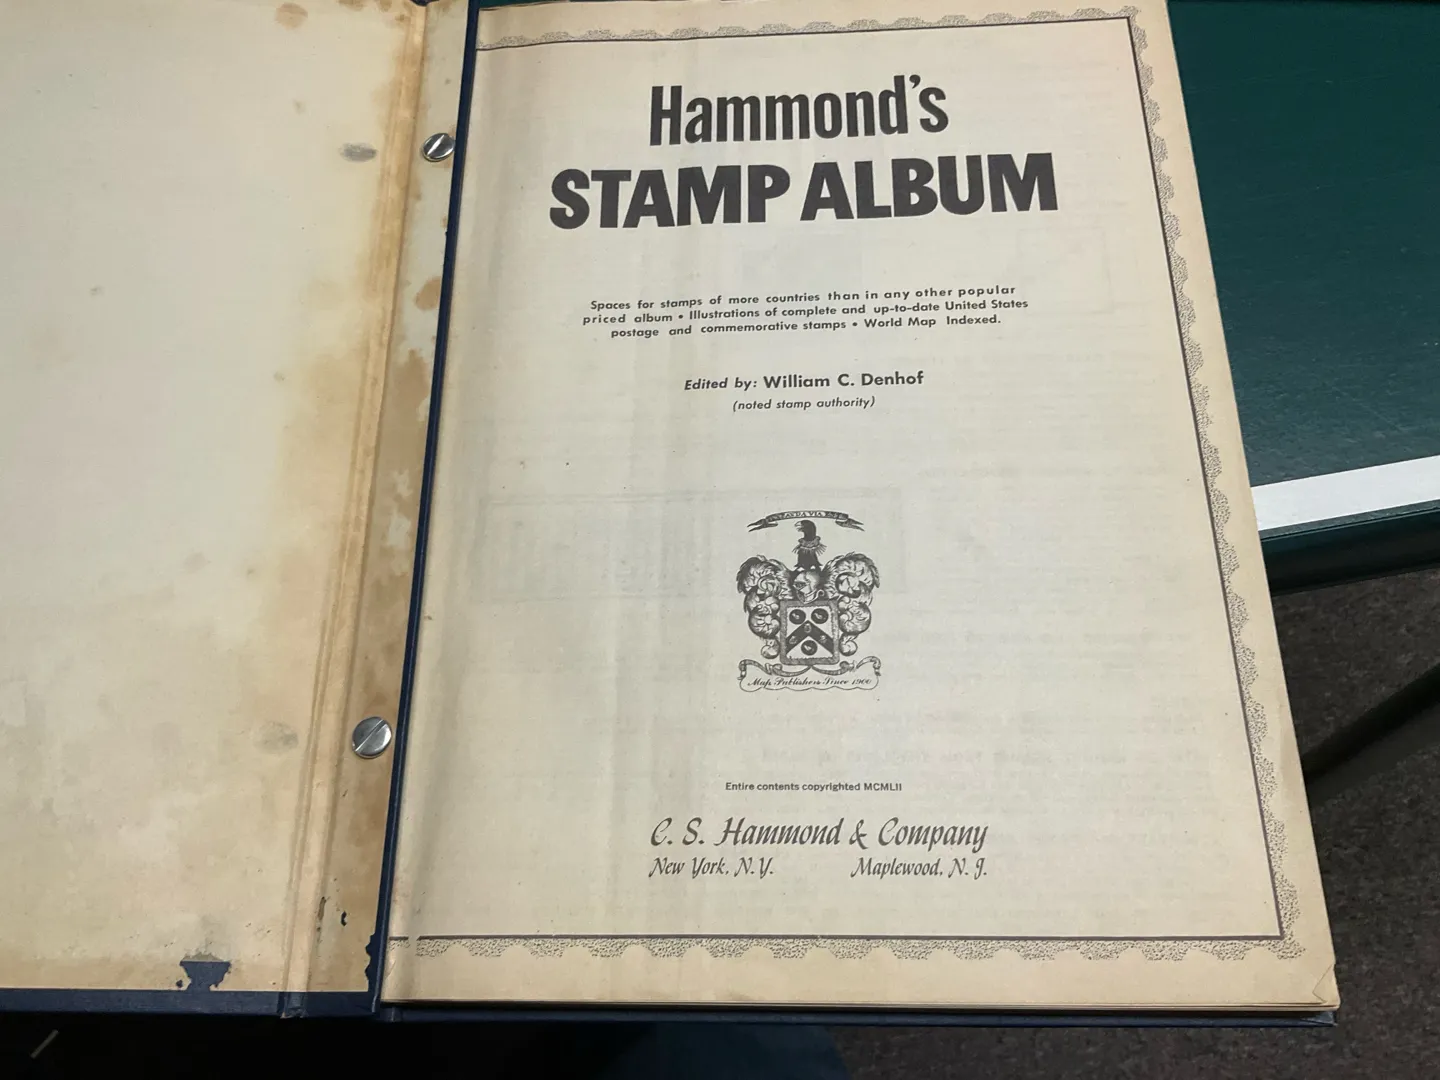 Hammond's
STAMP ALBUM
Spaces for stamps of more countries than in any other popular
priced album • Illustrations of complete and up-to-date United States
postage and commemorative stamps • World Map Indexed.
Edited by: William C. Denhof
(noted stamp authority)
Map Publishers Since 1900
Entire contents copyrighted MCMLII
C. S. Hammond & Company
New York, N.Y. Maplewood, N. J.